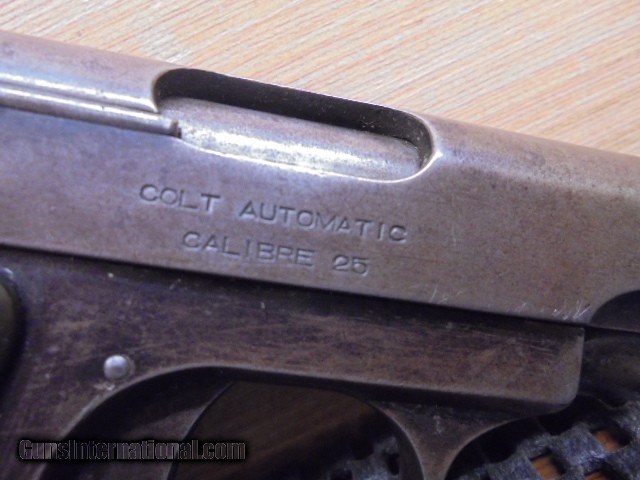 COLT AUTOMATIC
CALIBRE 25
GunsInternational.com